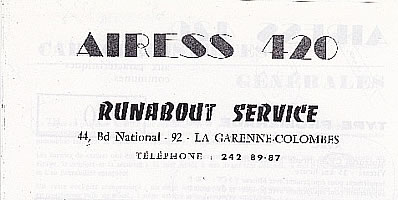 AIRESS 420
RUNABOUT SERVICE
44, Bd National - 92 - LA GARENNE-COLOMBES
TÉLÉPHONE : 242 89-87